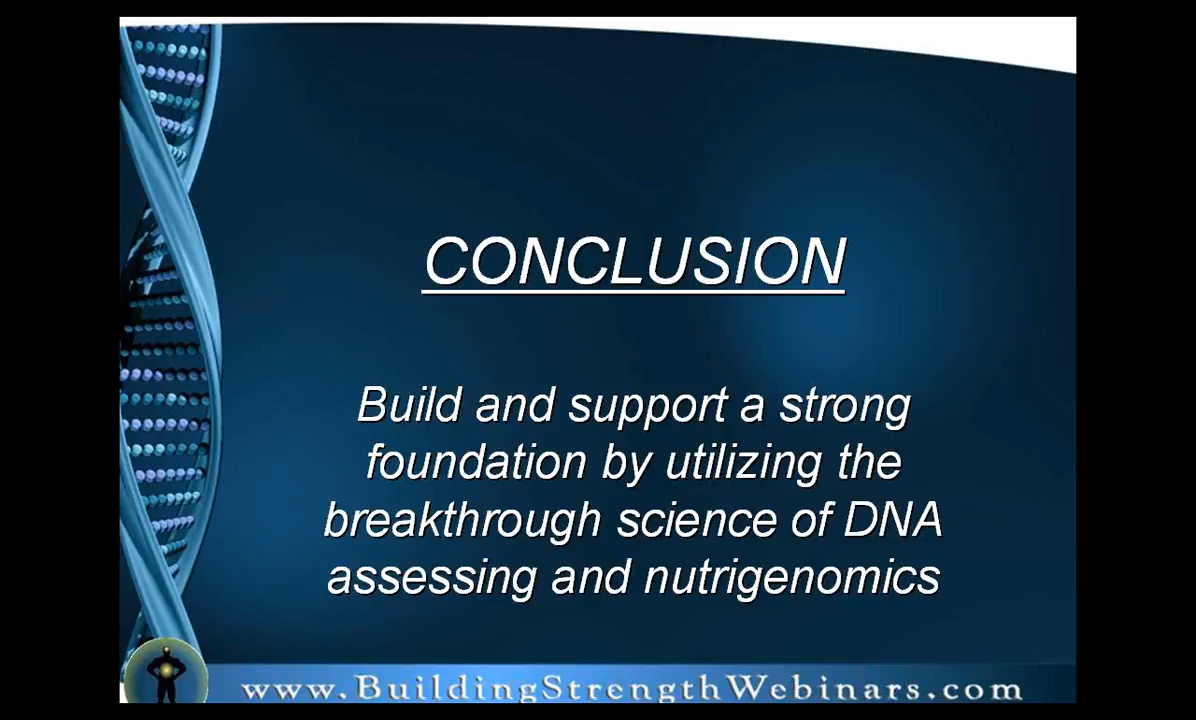 CONCLUSION
Build and support a strong
foundation by utilizing the
breakthrough science of DNA
assessing and nutrigenomics
www.BuildingStrengthWebinars.com